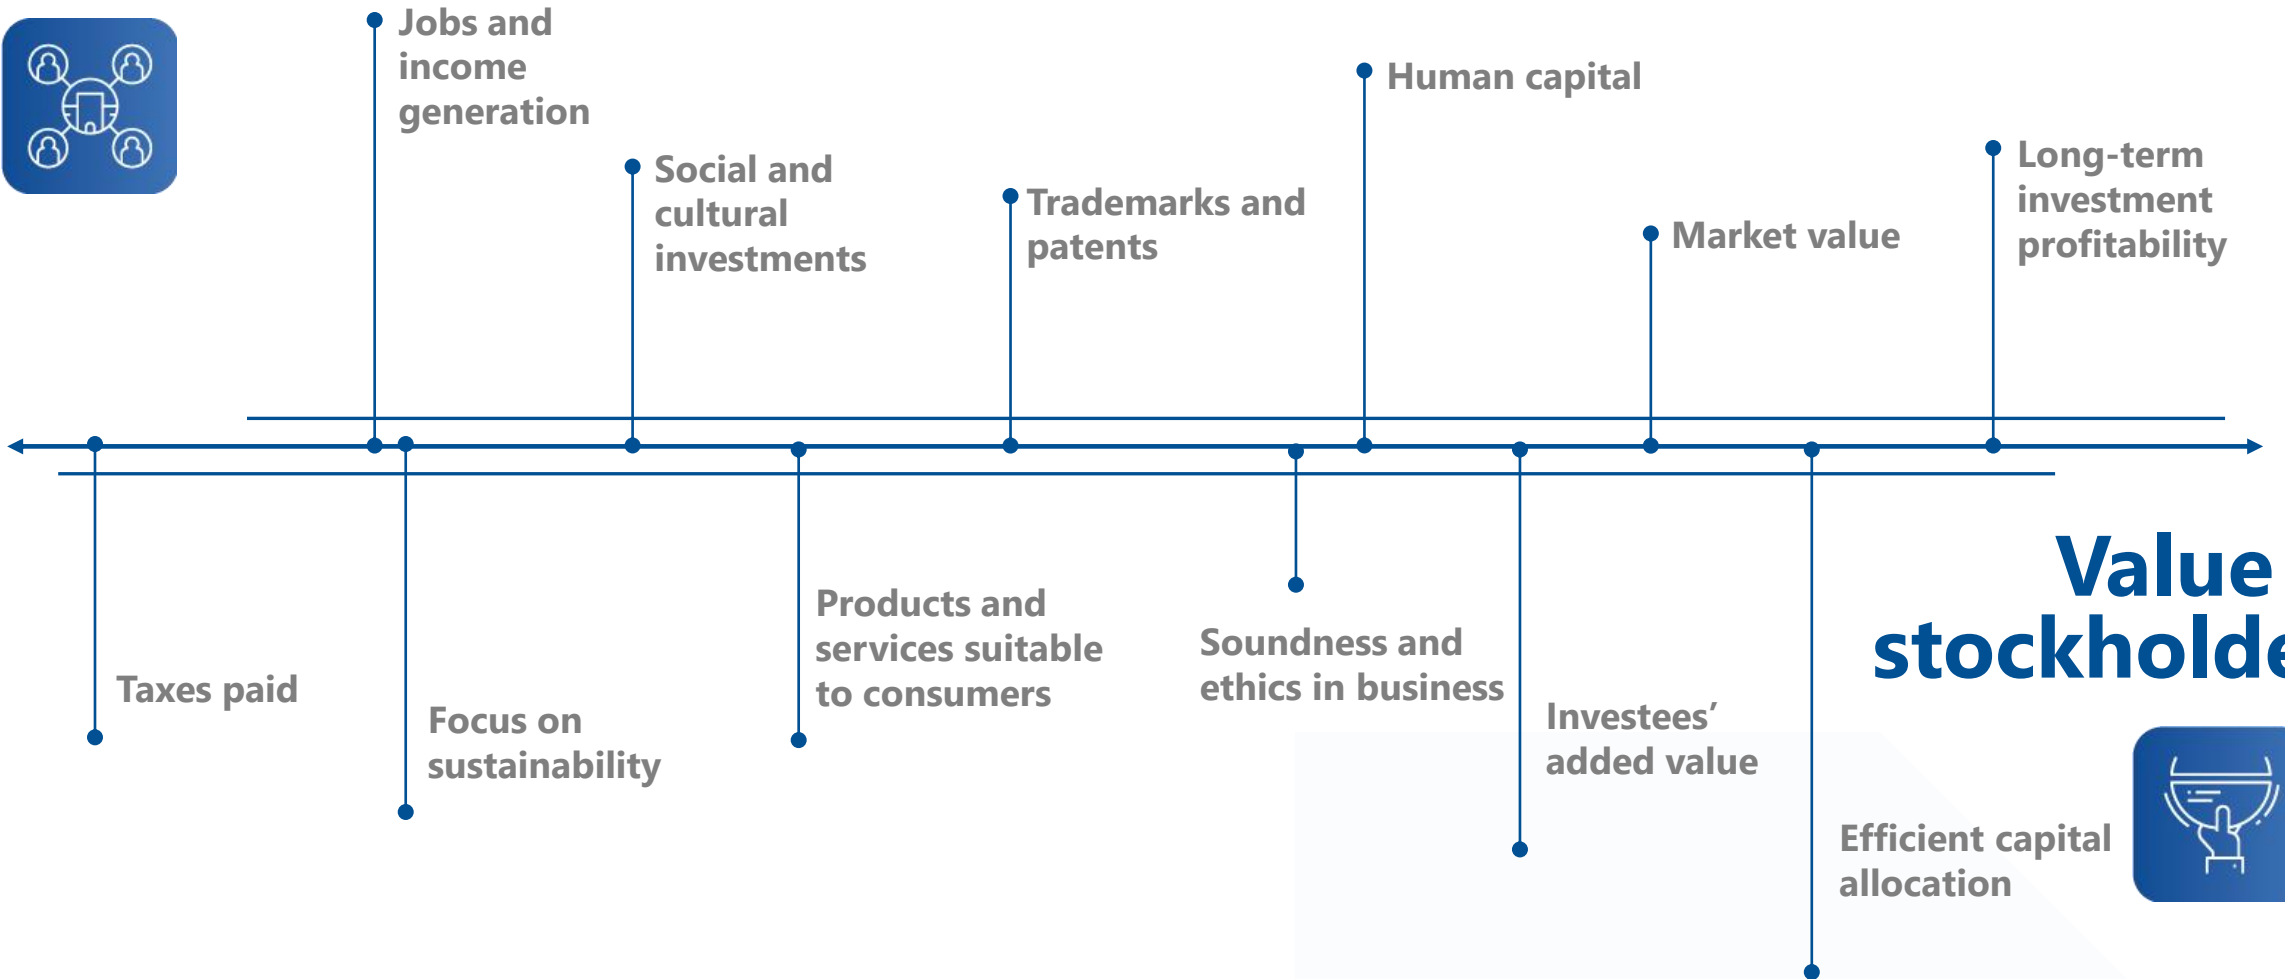 Jobs and
income
generation
Social and
cultural
investments
Trademarks and
patents
Human capital
Market value
Long-term
investment
profitability
Taxes paid
Focus on
sustainability
Products and
services suitable
to consumers
Soundness and
ethics in business
Investees’
added value
Efficient capital
allocation
Value